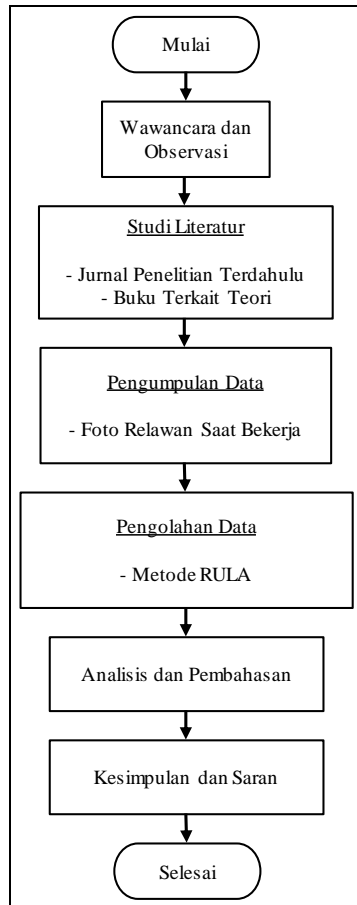 Mulai
Wawancara dan
Observasi
Studi Literatur
- Jurnal Penelitian Terdahulu
- Buku Terkait Teori
Pengumpulan Data
- Foto Relawan Saat Bekerja
Pengolahan Data
- Metode RULA
Analisis dan Pembahasan
Kesimpulan dan Saran
Selesai